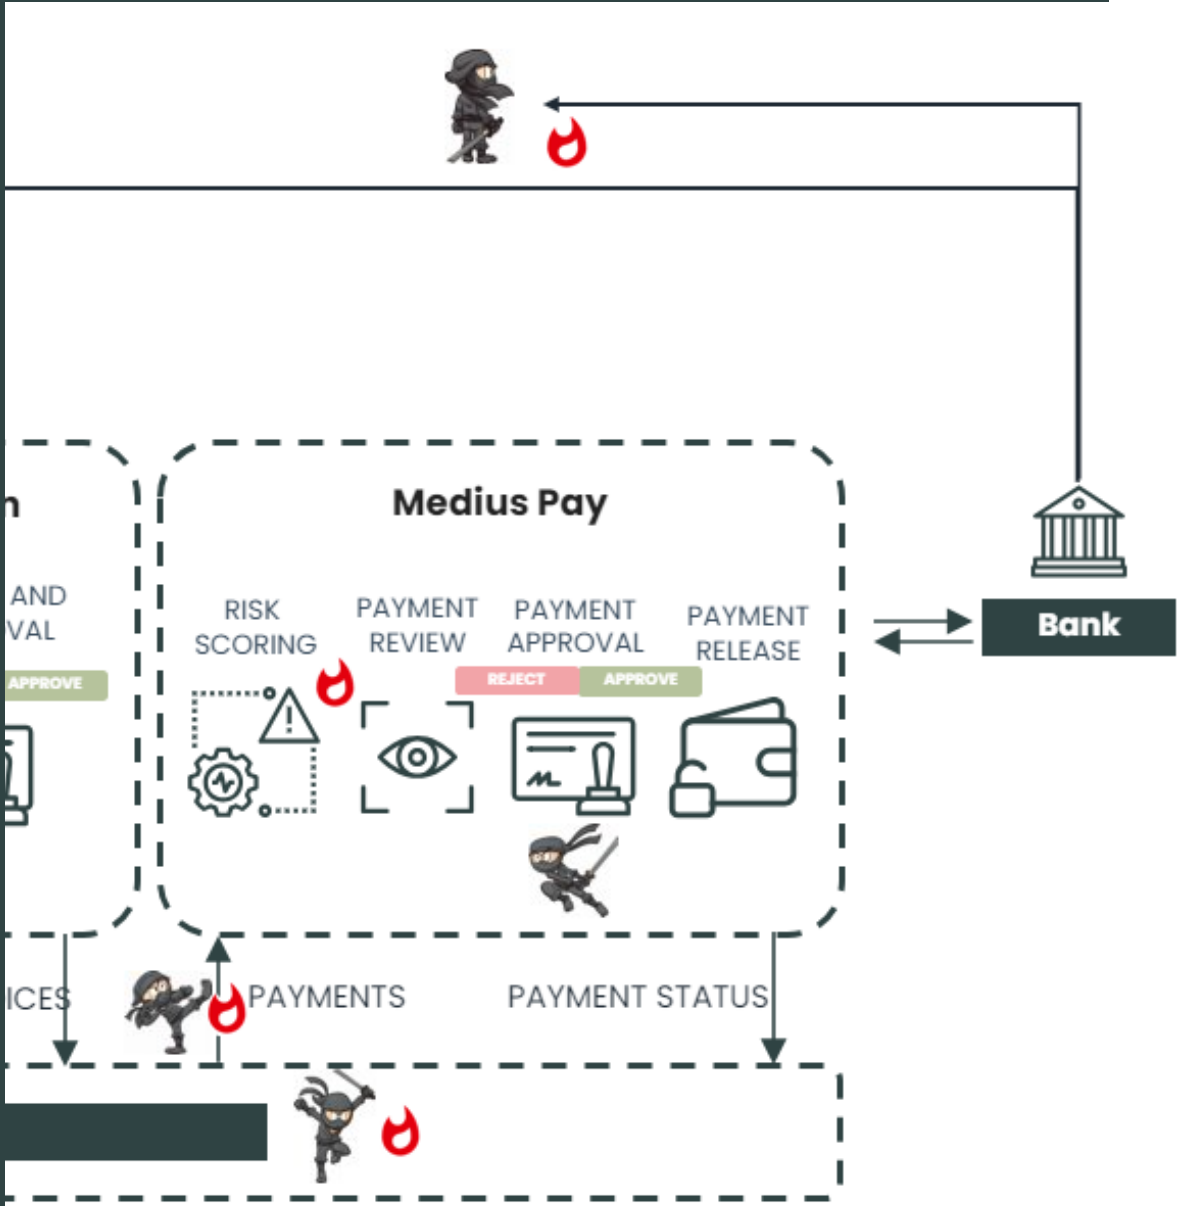 n
Medius Pay
AND
VAL
APPROVE
RISK
SCORING
PAYMENT
REVIEW
PAYMENT
APPROVAL
REJECT
APPROVE
PAYMENT
RELEASE
Bank
ICES
PAYMENTS
PAYMENT STATUS